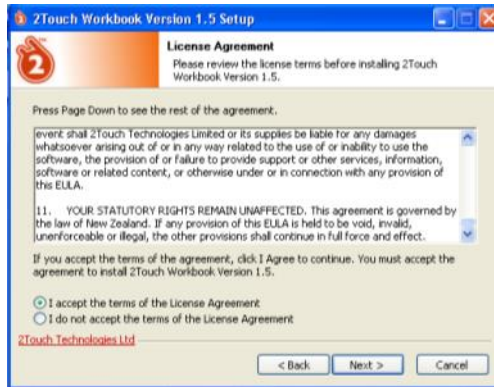 2Touch Workbook Version 1.5 Setup
2
License Agreement
Please review the license terms before installing 2Touch
Workbook Version 1.5.
Press Page Down to see the rest of the agreement.
event shall 2Touch Technologies Limited or its supplies be liable for any damages
whatsoever arising out of or in any way related to the use of or inability to use the
software, the provision of or failure to provide support or other services, information,
software or related content, or otherwise under or in connection with any provision of
this EULA.
11. YOUR STATUTORY RIGHTS REMAIN UNAFFECTED. This agreement is governed by
the law of New Zealand. If any provision of this EULA is held to be void, invalid,
unenforceable or illegal, the other provisions shall continue in full force and effect.
If you accept the terms of the agreement, click I Agree to continue. You must accept the
agreement to install 2Touch Workbook Version 1.5.
I accept the terms of the License Agreement
I do not accept the terms of the License Agreement
2Touch Technologies Ltd
< Back Next > Cancel